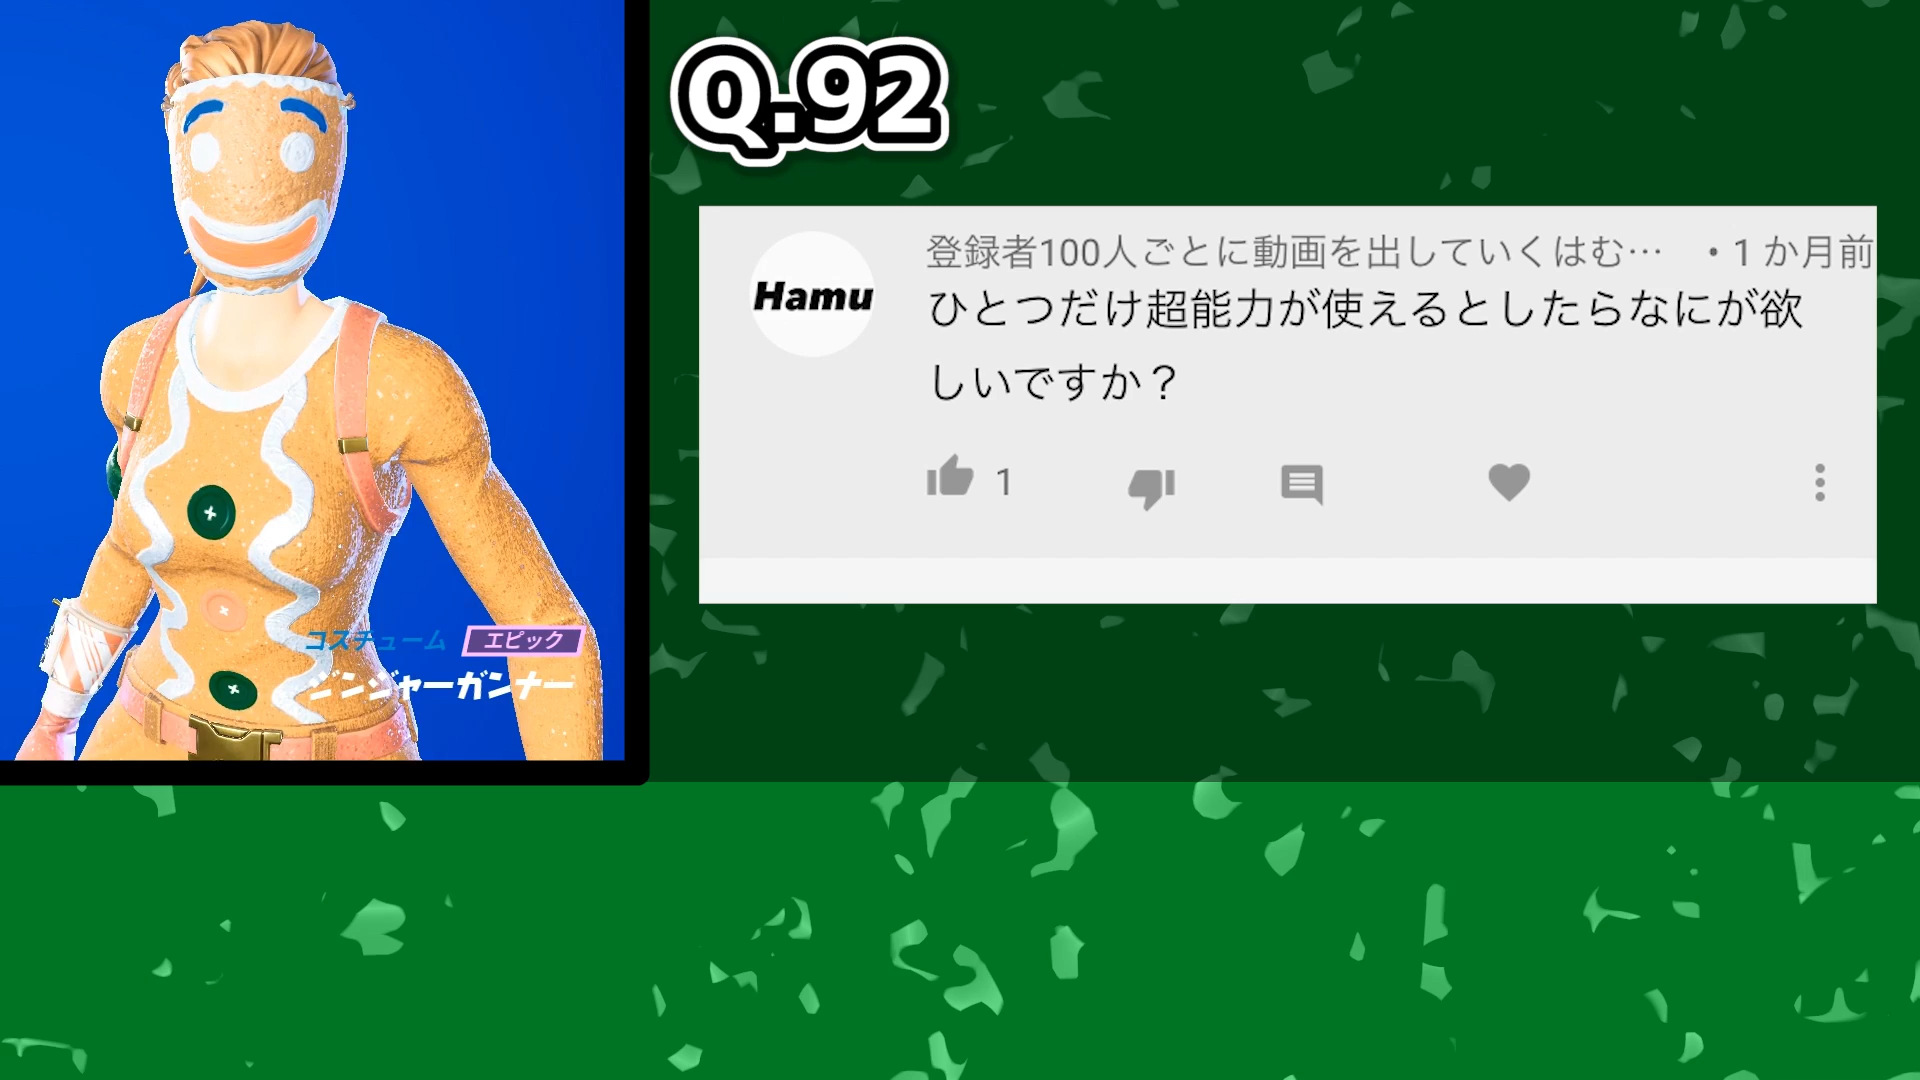 Q.92
Hamu
登録者100人ごとに動画を出していくはむ… ・1 か月前
ひとつだけ超能力が使えるとしたらなにが欲
しいですか？
1
コスチューム エピック
ジンジャーガンナー